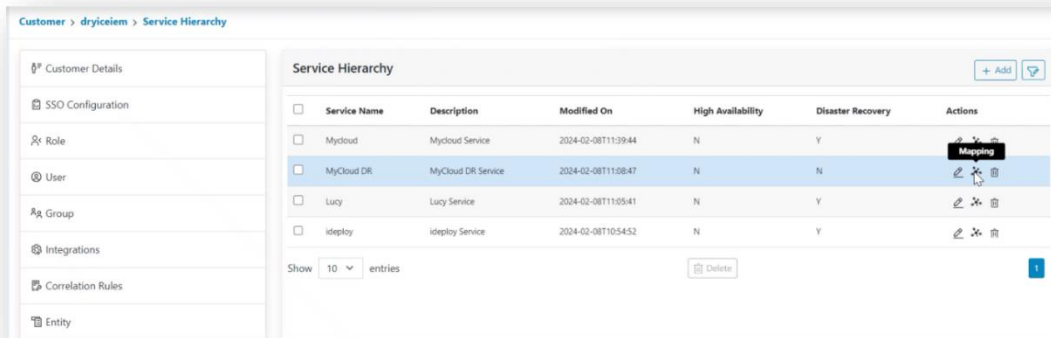 Customer > dryiceiem > Service Hierarchy
Customer Details
SSO Configuration
Role
User
Group
Integrations
Correlation Rules
Entity
Service Hierarchy
+ Add
Service Name Description Modified On High Availability Disaster Recovery Actions
Mycloud Mycloud Service 2024-02-08T11:39:44 N Y
Mapping
MyCloud DR MyCloud DR Service 2024-02-08T11:08:47 N N
Lucy Lucy Service 2024-02-08T11:05:41 N Y
ideploy ideploy Service 2024-02-08T10:54:52 N Y
Show 10 entries Delete 1